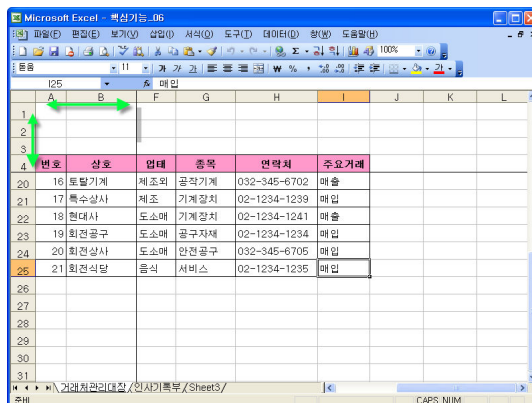 Microsoft Excel - 핵심기능_06
파일(F) 편집(E) 보기(V) 삽입(I) 서식(O) 도구(T) 데이터(D) 창(W) 도움말(H)
100%
돋움 11 가 가 가 %
I25 fx 매입
A B F G H I J K L
1
2
3
4 번호 상호 업태 종목 연락처 주요거래
20 16 토탈기계 제조외 공작기계 032-345-6702 매출
21 17 특수상사 제조 기계장치 02-1234-1239 매입
22 18 현대사 도소매 기계장치 02-1234-1241 매출
23 19 회전공구 도소매 공구자재 02-1234-1234 매입
24 20 회전상사 도소매 안전공구 032-345-6705 매입
25 21 회전식당 음식 서비스 02-1234-1235 매입
26
27
28
29
30
31
거래처관리대장 인사기록부 Sheet3
준비 CAPS NUM